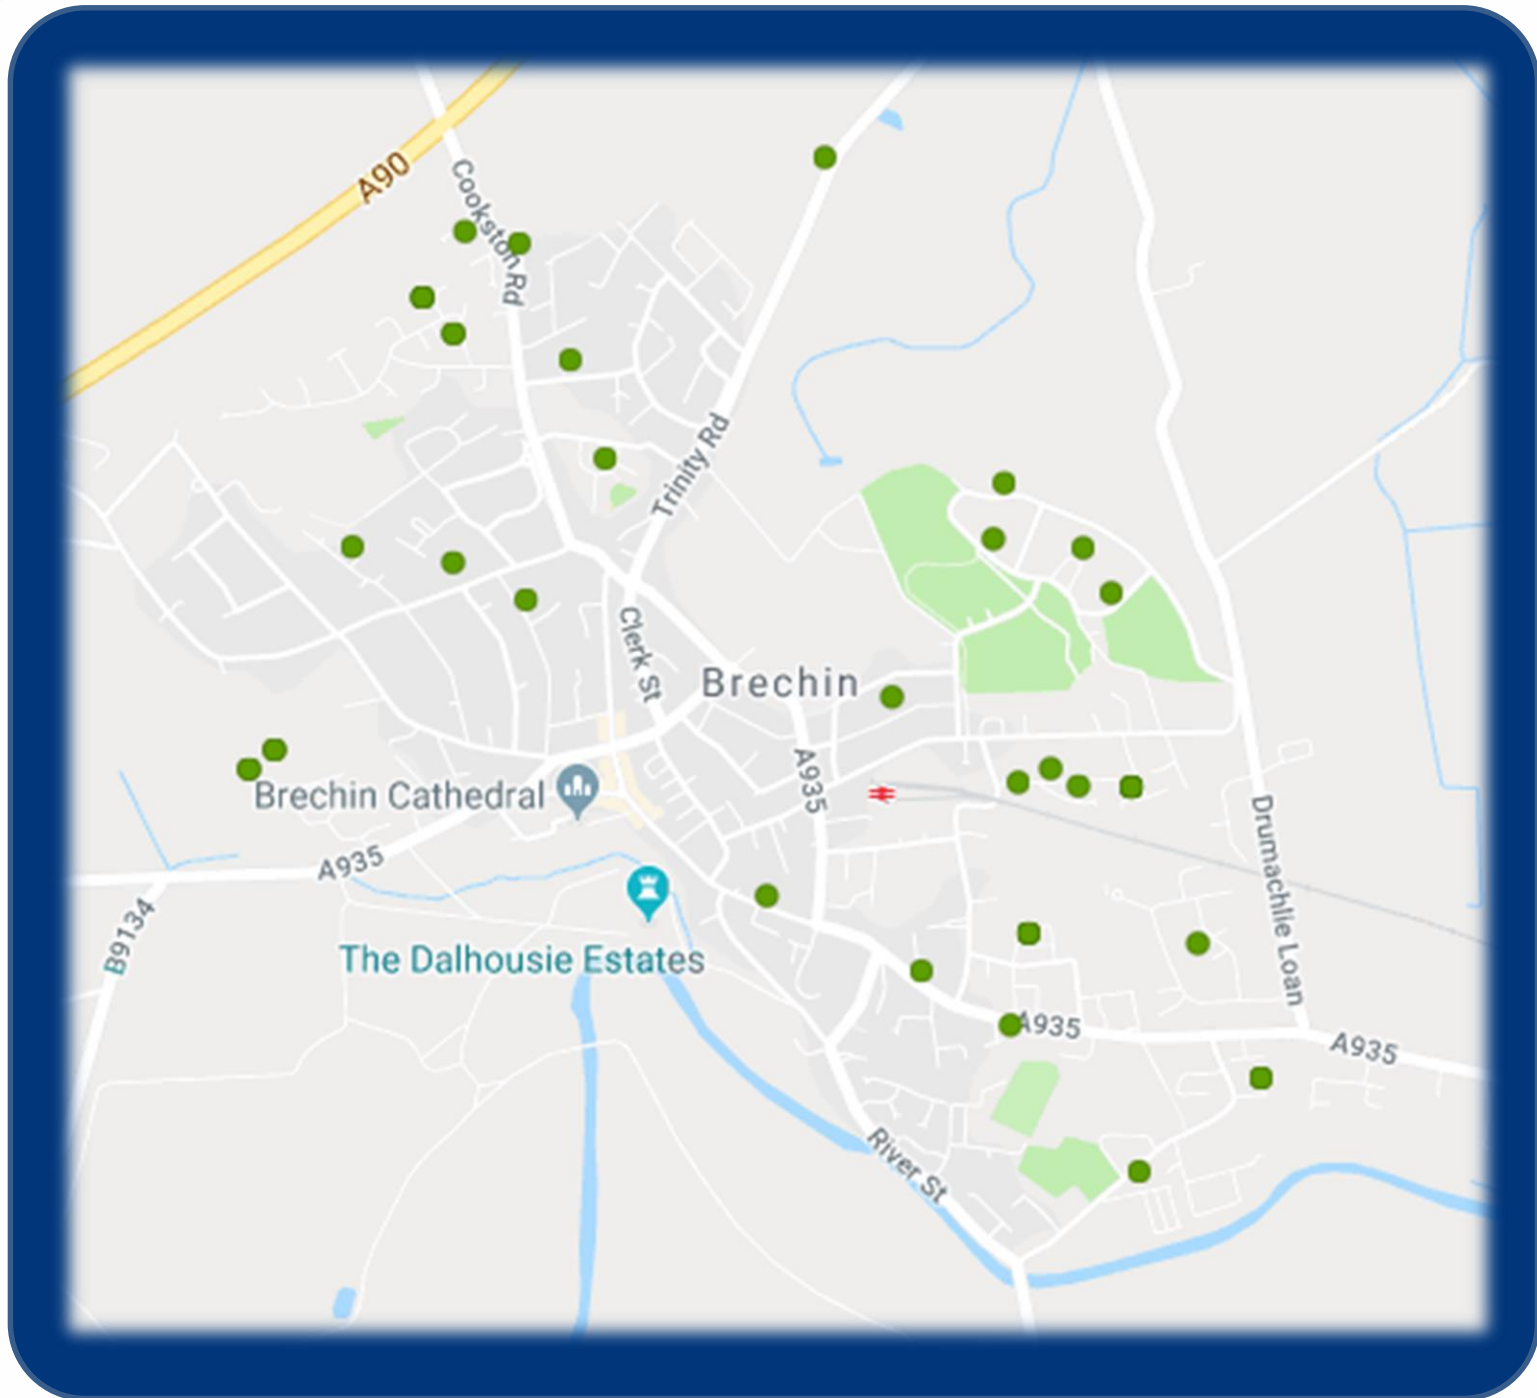 A90
Cookston Rd
Trinity Rd
Clerk St
Brechin
A935
Brechin Cathedral
A935
Drumachlie Loan
B9134
The Dalhousie Estates
A935
A935
River St